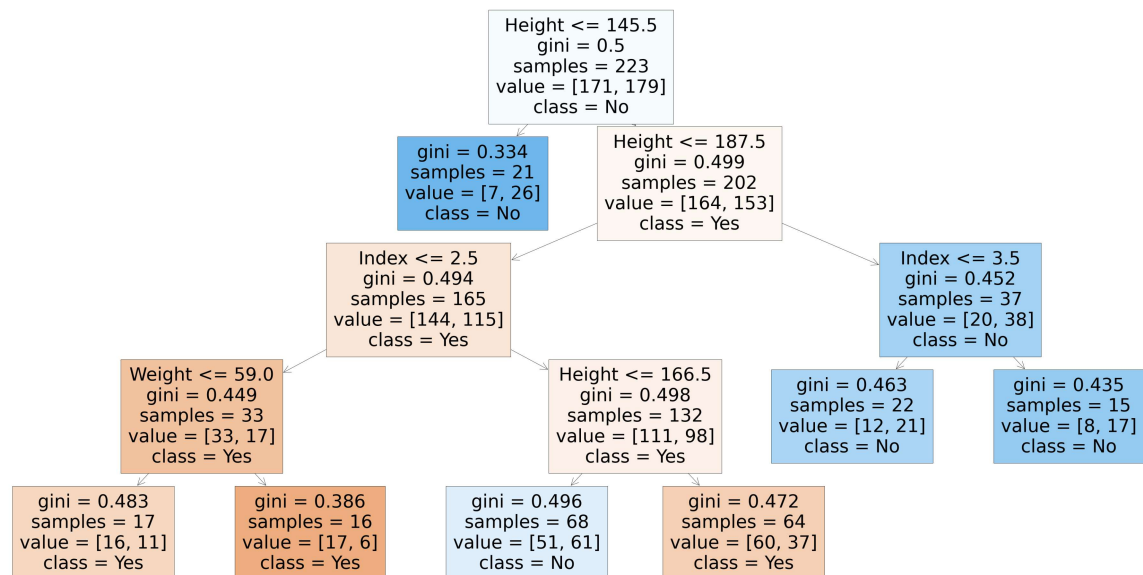 Height <= 145.5
gini = 0.5
samples = 223
value = [171, 179]
class = No
gini = 0.334
samples = 21
value = [7, 26]
class = No
Height <= 187.5
gini = 0.499
samples = 202
value = [164, 153]
class = Yes
Index <= 2.5
gini = 0.494
samples = 165
value = [144, 115]
class = Yes
Index <= 3.5
gini = 0.452
samples = 37
value = [20, 38]
class = No
Weight <= 59.0
gini = 0.449
samples = 33
value = [33, 17]
class = Yes
Height <= 166.5
gini = 0.498
samples = 132
value = [111, 98]
class = Yes
gini = 0.463
samples = 22
value = [12, 21]
class = No
gini = 0.435
samples = 15
value = [8, 17]
class = No
gini = 0.483
samples = 17
value = [16, 11]
class = Yes
gini = 0.386
samples = 16
value = [17, 6]
class = Yes
gini = 0.496
samples = 68
value = [51, 61]
class = No
gini = 0.472
samples = 64
value = [60, 37]
class = Yes